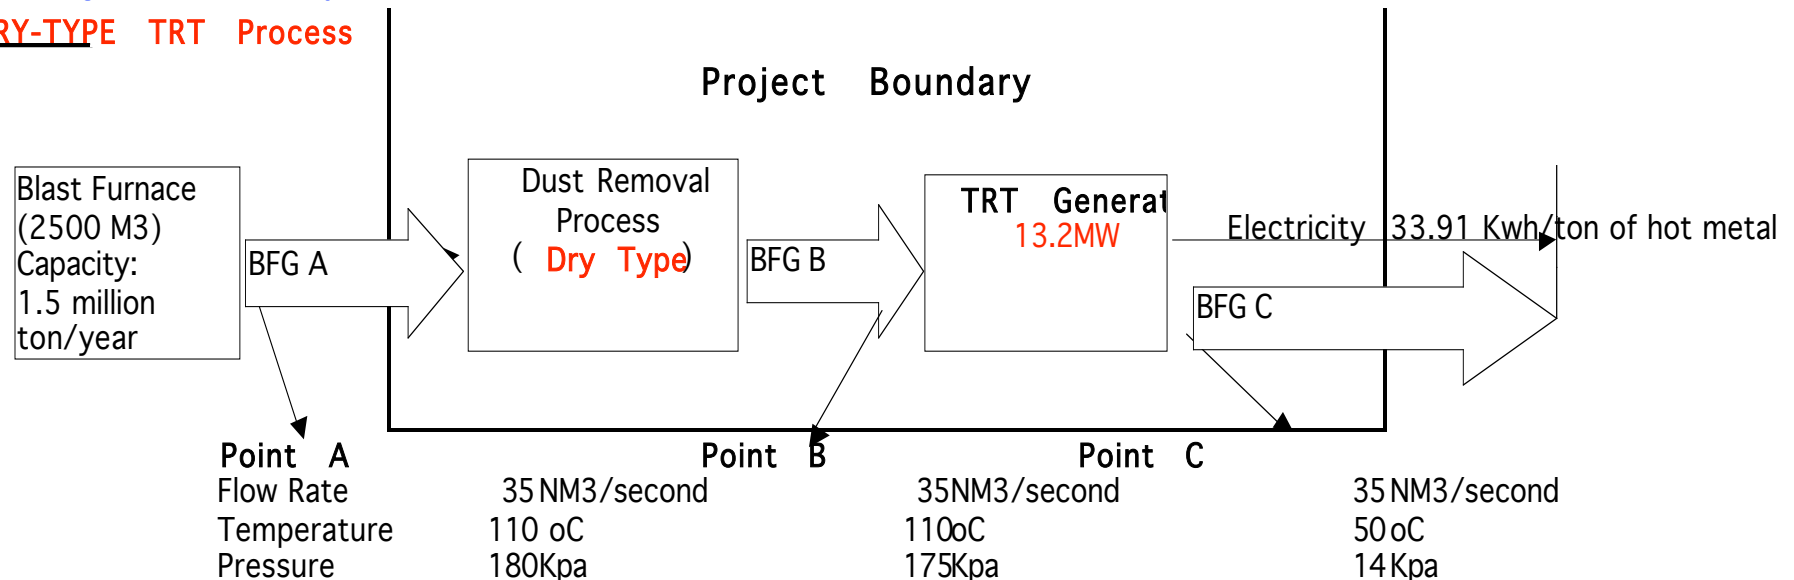 RY-TYPE TRT Process
Project Boundary
Blast Furnace
(2500 M3)
Capacity:
1.5 million
ton/year
BFG A
Dust Removal
Process
( Dry Type)
BFG B
TRT Generat
13.2MW
Electricity 33.91 Kwh/ton of hot metal
BFG C
Point A Point B Point C
Flow Rate 35 NM3/second 35NM3/second 35 NM3/second
Temperature 110 oC 110oC 50 oC
Pressure 180Kpa 175Kpa 14 Kpa